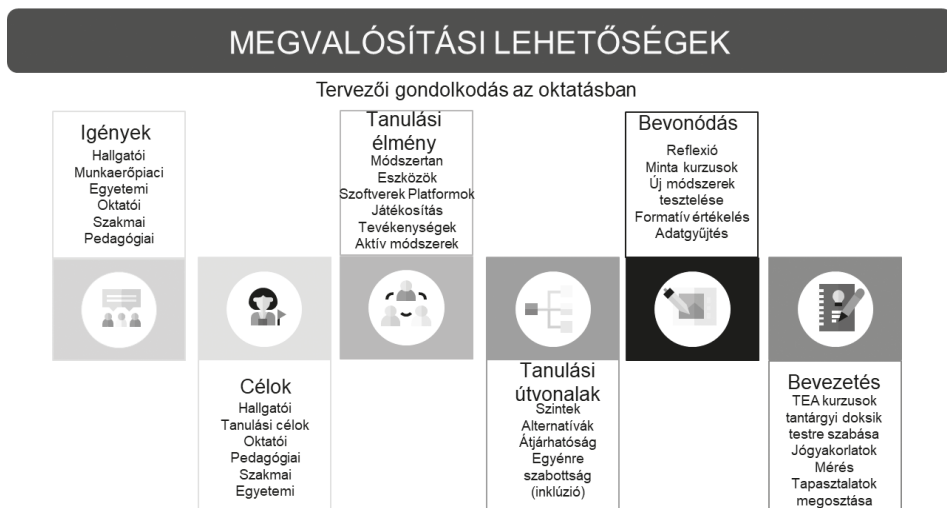 MEGVALÓSÍTÁSI LEHETŐSÉGEK
Tervezői gondolkodás az oktatásban
Igények
Hallgatói
Munkaerőpiaci
Egyetemi
Oktatói
Szakmai
Pedagógiai
Célok
Hallgatói
Tanulási célok
Oktatói
Pedagógiai
Szakmai
Egyetemi
Tanulási
élmény
Módszertan
Eszközök
Szoftverek Platformok
Játékosítás
Tevékenységek
Aktív módszerek
Tanulási
útvonalak
Szintek
Alternatívák
Átjárhatóság
Egyénre
szabottság
(inklúzió)
Bevonódás
Reflexió
Minta kurzusok
Új módszerek
tesztelése
Formatív értékelés
Adatgyűjtés
Bevezetés
TEA kurzusok
tantárgyi doksik
testre szabása
Jógyakorlatok
Mérés
Tapasztalatok
megosztása